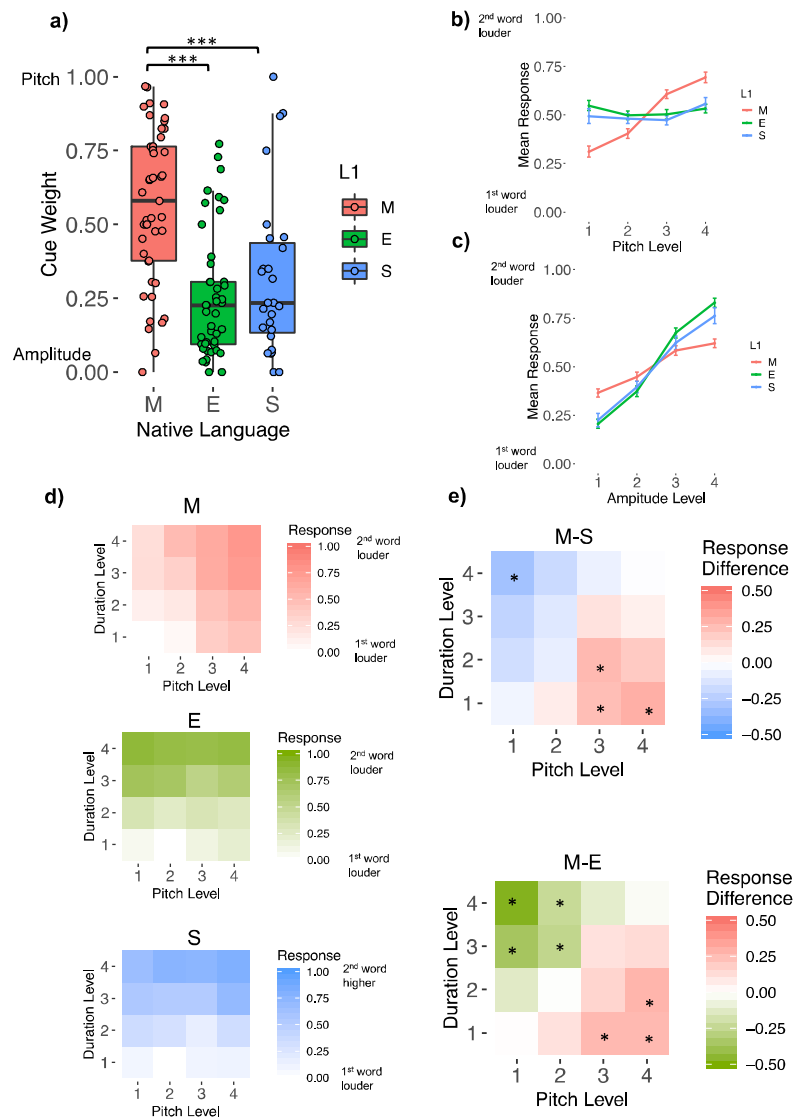 a)
***
***
Pitch
1.00
0.75
0.50
0.25
Amplitude
0.00
Cue Weight
M
E
S
Native Language
L1
M
E
S
b)
2nd word
louder
1.00
0.75
0.50
0.25
1st word
louder
0.00
Mean Response
1 2 3 4
Pitch Level
L1
M
E
S
c)
2nd word
louder
1.00
0.75
0.50
0.25
1st word
louder
0.00
Mean Response
1 2 3 4
Ampitude Level
L1
M
E
S
d)
M
Duration Level
4
3
2
1
1 2 3 4
Pitch Level
Response
1.00
0.75
0.50
0.25
0.00
2nd word
louder
1st word
louder
E
Duration Level
4
3
2
1
1 2 3 4
Pitch Level
Response
1.00
0.75
0.50
0.25
0.00
2nd word
louder
1st word
louder
S
Duration Level
4
3
2
1
1 2 3 4
Pitch Level
Response
1.00
0.75
0.50
0.25
0.00
2nd word
higher
1st word
louder
e)
M-S
Duration Level
4 *
3
2 *
1 * *
1 2 3 4
Pitch Level
Response
Difference
0.50
0.25
0.00
−0.25
−0.50
M-E
Duration Level
4 * *
3 * *
2 *
1 * *
1 2 3 4
Pitch Level
Response
Difference
0.50
0.25
0.00
−0.25
−0.50